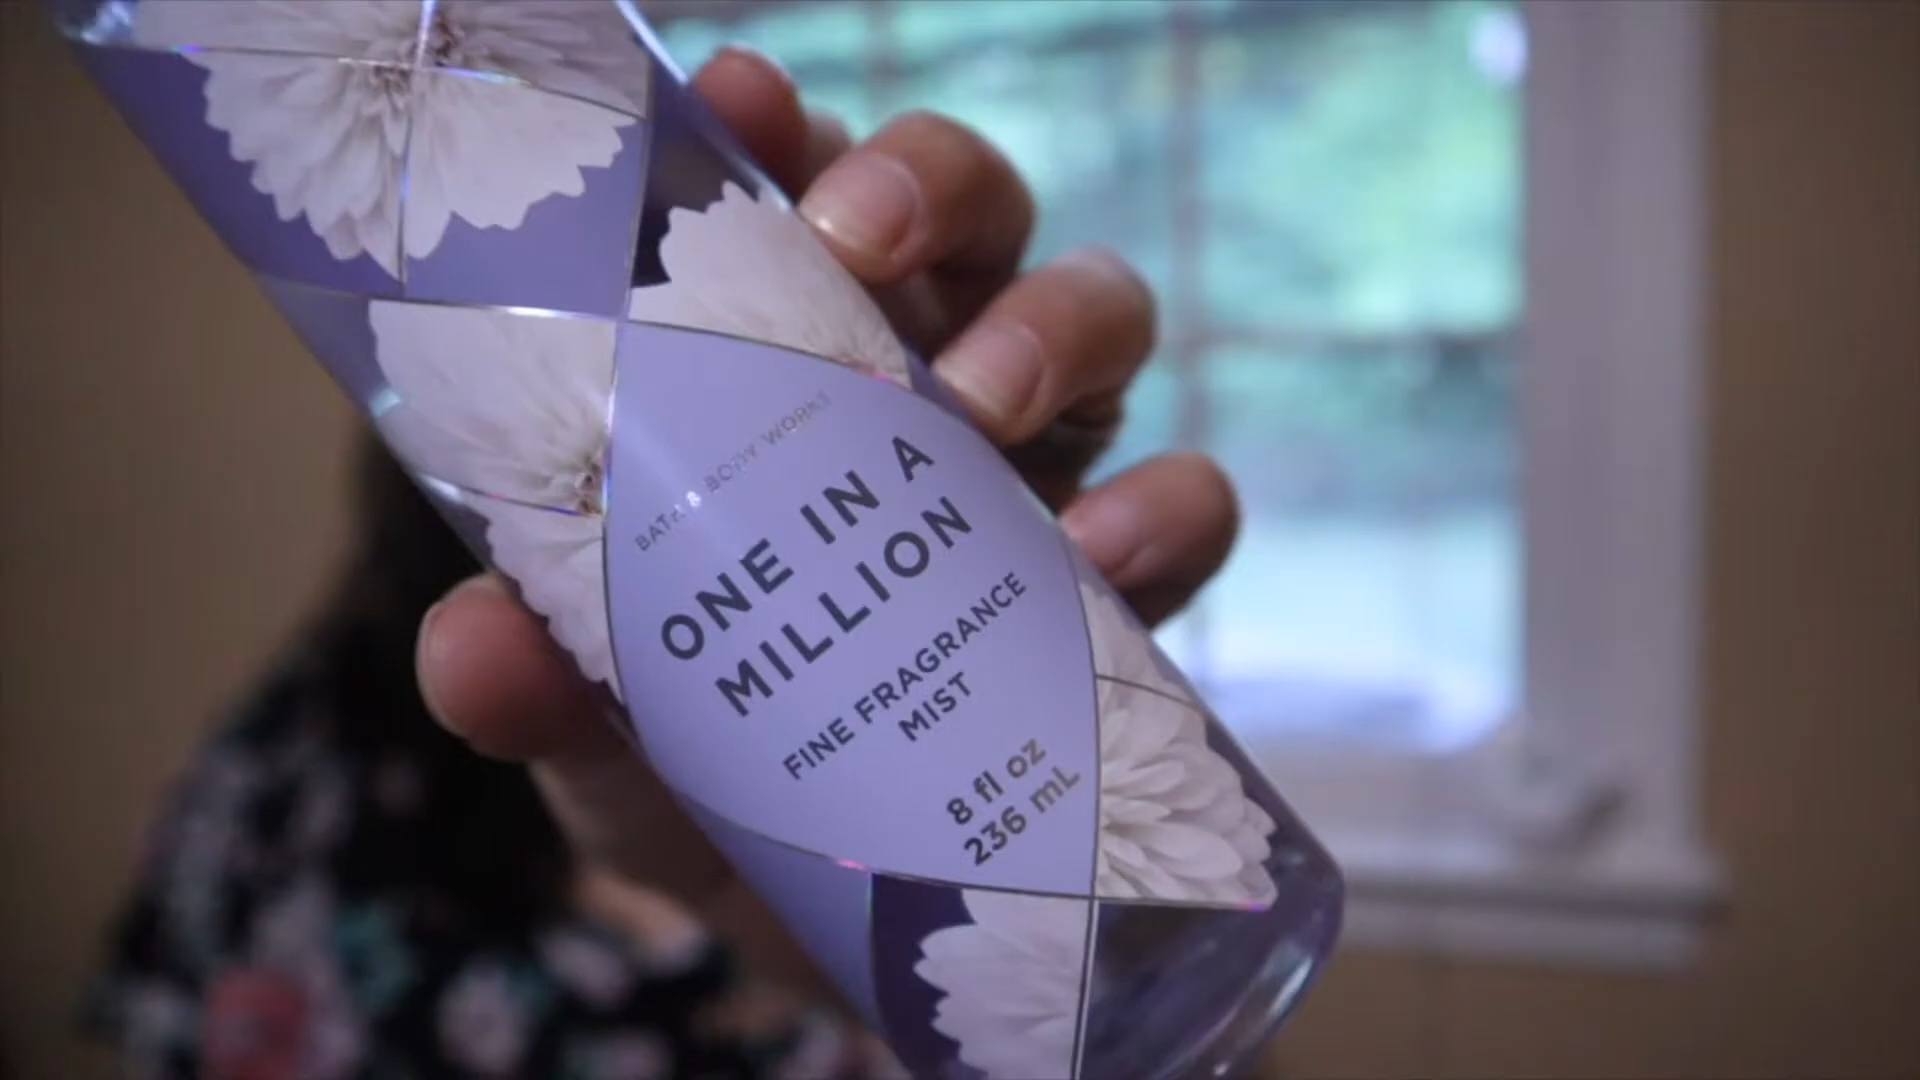 BATH & BODY WORKS
ONE IN A
MILLION
FINE FRAGRANCE
MIST
8 fl oz
236 mL